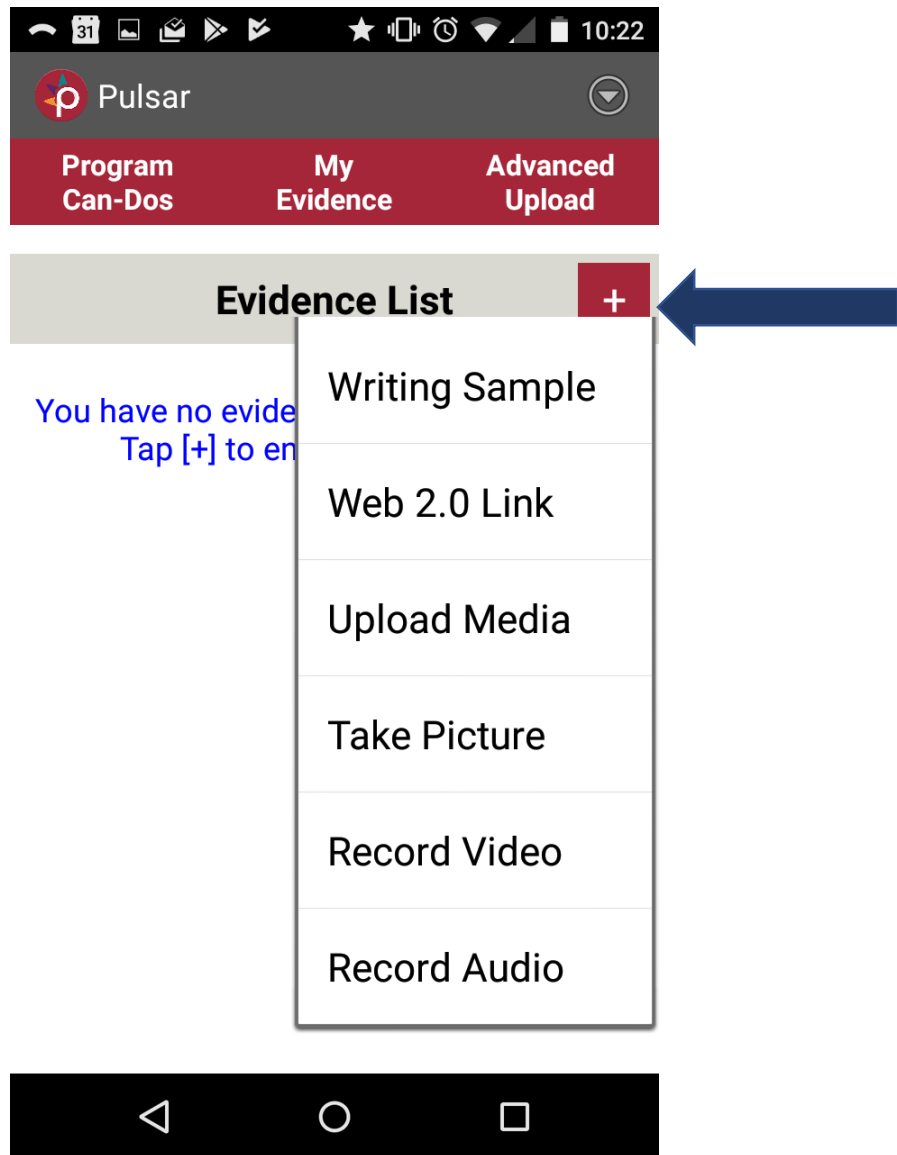 31 10:22
p Pulsar
Program My Advanced
Can-Dos Evidence Upload
Evidence List +
Writing Sample
You have no evide
Tap [+] to en
Web 2.0 Link
Upload Media
Take Picture
Record Video
Record Audio